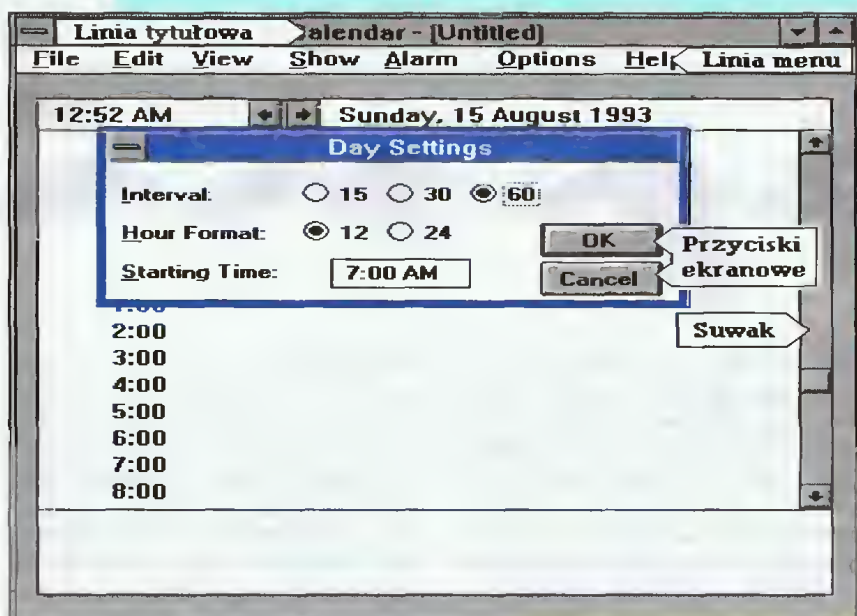 Linia tytułowa alendar - [Untitled]
File Edit View Show Alarm Options Hel Linia menu
12:52 AM Sunday, 15 August 1993
Day Settings
Interval: 15 30 60
Hour Format: 12 24
OK
Przyciski
ekranowe
Starting Time: 7:00 AM
Cancel
1:00
2:00
Suwak
3:00
4:00
5:00
6:00
7:00
8:00